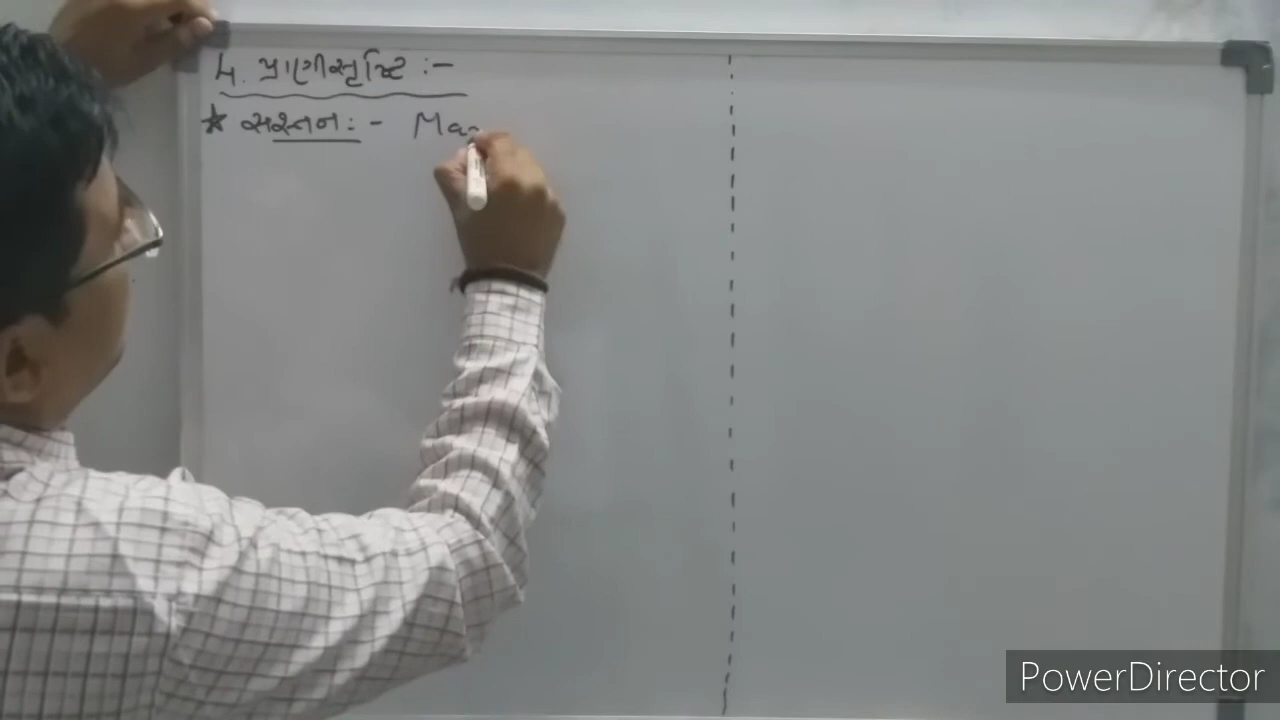 4. પ્રાણીસૃષ્ટિ :-
★ સસ્તન :- Ma
PowerDirector